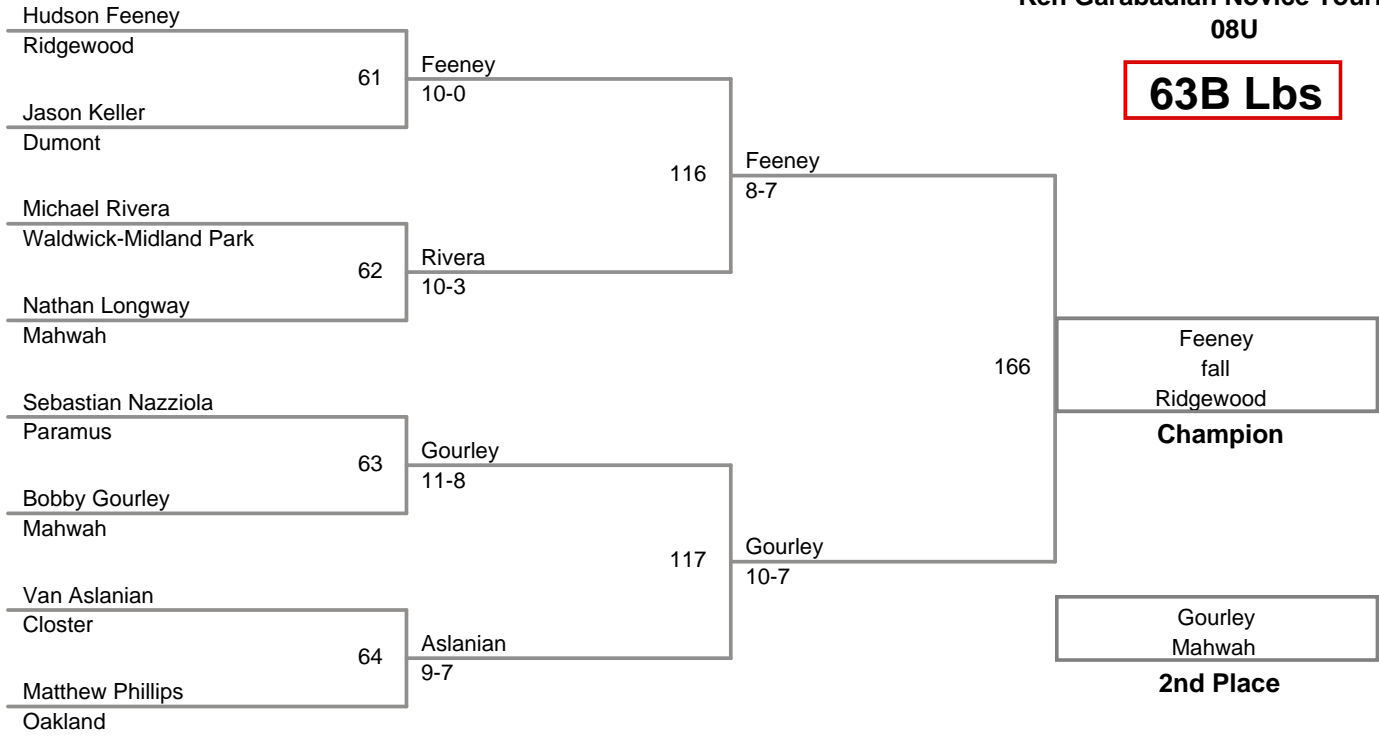 Hudson Feeney
Ridgewood
61
Jason Keller
Dumont
Michael Rivera
Waldwick-Midland Park
62
Nathan Longway
Mahwah
Sebastian Nazziola
Paramus
63
Bobby Gourley
Mahwah
Van Aslanian
Closter
64
Matthew Phillips
Oakland
Feeney
10-0
116
Rivera
10-3
Gourley
11-8
117
Aslanian
9-7
Feeney
8-7
166
Gourley
10-7
Novice
08U
63B Lbs
Feeney
fall
Ridgewood
Champion
Gourley
Mahwah
2nd Place